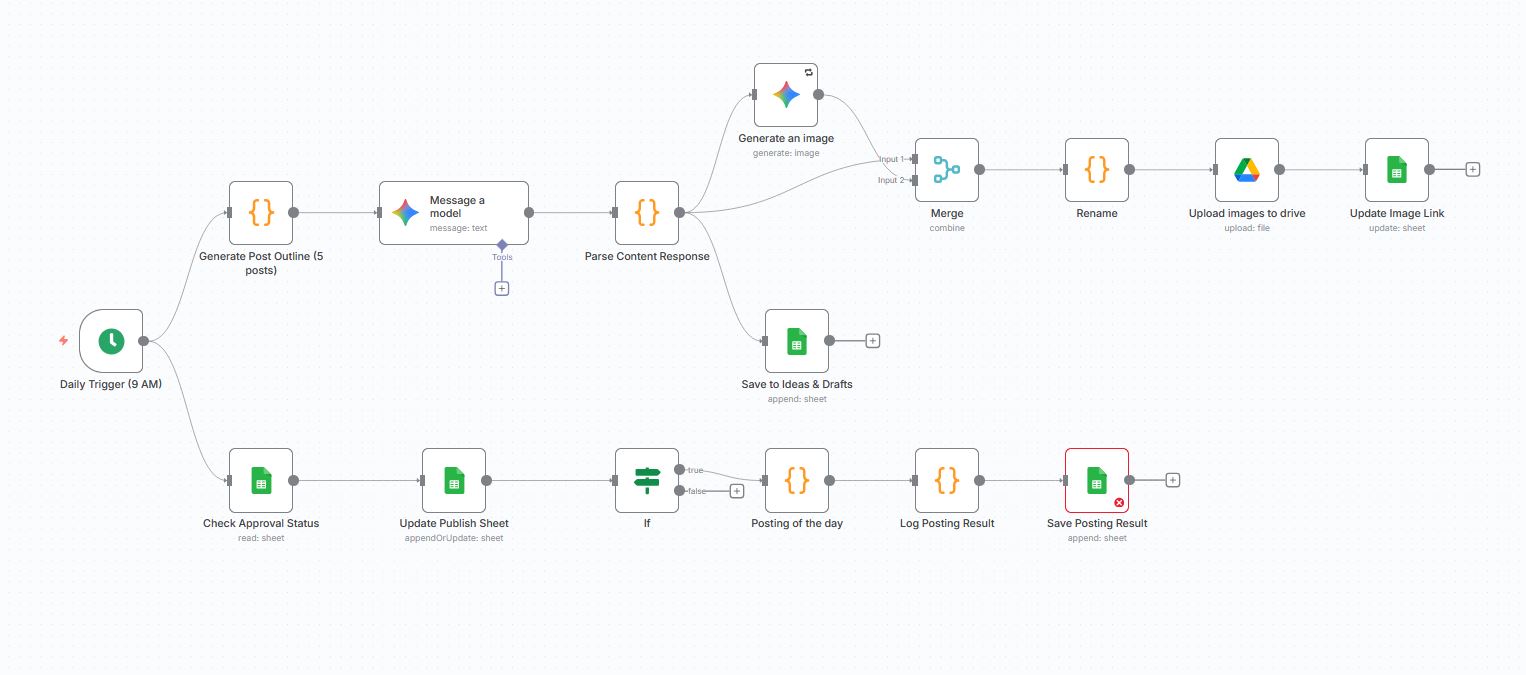 Generate an image
generate: image
Input 1
Input 2
Merge
combine
Rename
Upload images to drive
upload: file
Update Image Link
update: sheet
Generate Post Outline (5
posts)
Message a
model
message: text
Tools
Parse Content Response
Daily Trigger (9 AM)
Save to Ideas & Drafts
append: sheet
Check Approval Status
read: sheet
Update Publish Sheet
appendOrUpdate: sheet
true
false
If
Posting of the day
Log Posting Result
Save Posting Result
append: sheet